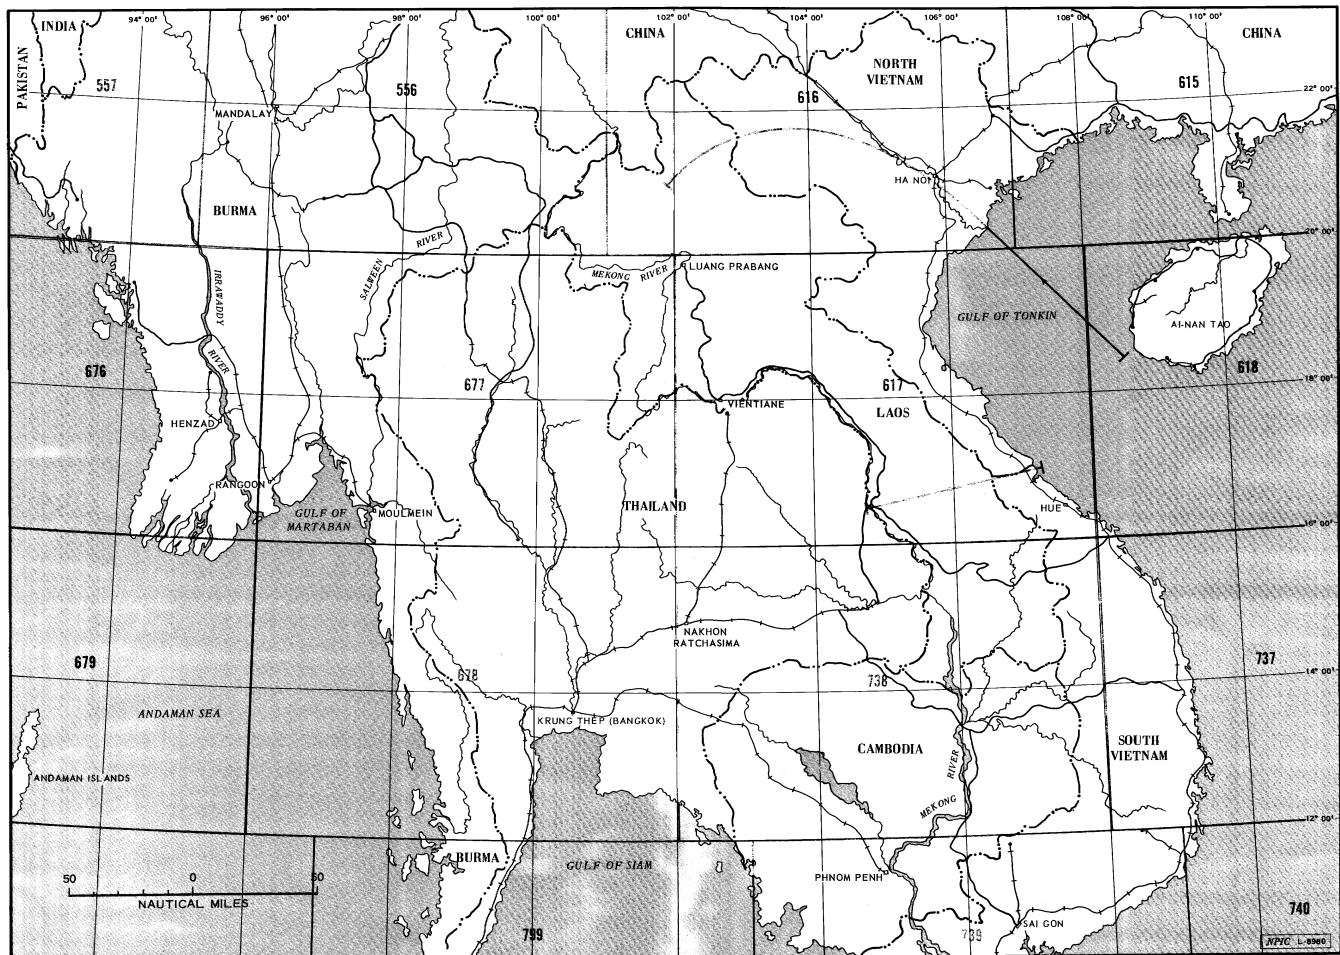 94° 00'
96° 00'
98° 00'
100° 00'
102° 00'
104° 00'
106° 00'
108° 00'
110° 00'
INDIA
CHINA
CHINA
PAKISTAN
NORTH
VIETNAM
557
556
616
615
22° 00'
MANDALAY
HA NOI
BURMA
20° 00'
RIVER
SALWEEN
MEKONG RIVER
LUANG PRABANG
IRRAWADDY
RIVER
GULF OF TONKIN
AI-NAN TAO
676
677
617
618
18° 00'
LAOS
VIENTIANE
HENZAD
RANGOON
GULF OF
MARTABAN
MOULMEIN
THAILAND
HUE
16° 00'
NAKHON
RATCHASIMA
679
678
738
737
14° 00'
ANDAMAN SEA
KRUNG THEP (BANGKOK)
CAMBODIA
SOUTH
VIETNAM
ANDAMAN ISLANDS
RIVER
MEKONG
12° 00'
BURMA
GULF OF SIAM
PHNOM PENH
50
0
50
NAUTICAL MILES
SAI GON
799
739
740
NPIC L-8980